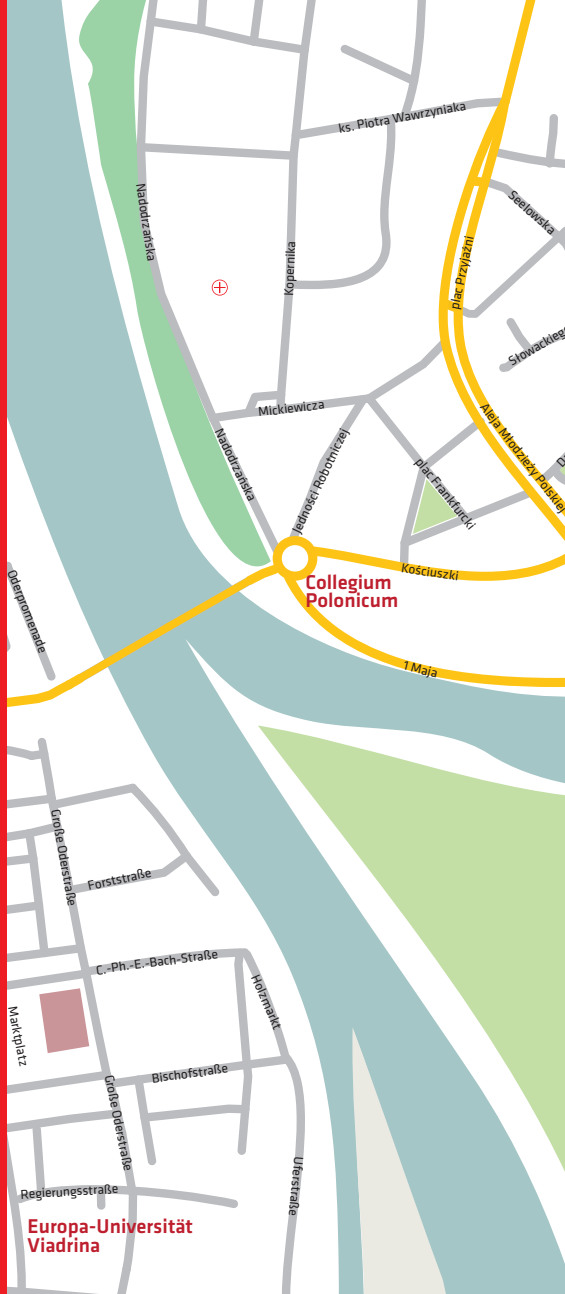 ks. Piotra Wawrzyniaka
Nadodrzańska
Seelowska
Kopernika
plac Przyjaźni
Słowackiego
Mickiewicza
Aleja Młodzieży Polskiej
Nadodrzańska
Jedności Robotniczej
plac Frankfurcki
Kościuszki
Oderpromenade
Collegium
Polonicum
1 Maja
Große Oderstraße
Forststraße
C.-Ph.-E.-Bach-Straße
Holzmarkt
Marktplatz
Bischofstraße
Große Oderstraße
Uferstraße
Regierungsstraße
Europa-Universität
Viadrina